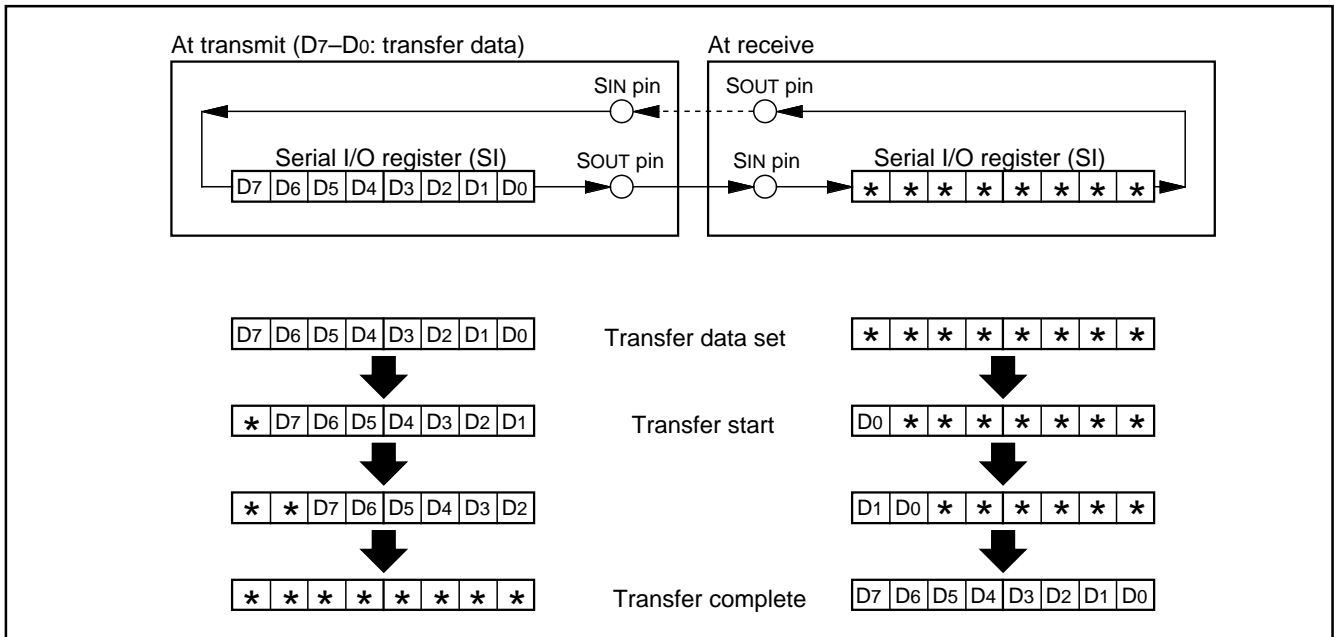 At transmit (D7–D0: transfer data)
At receive
SIN pin
SOUT pin
Serial I/O register (SI)
SOUT pin
SIN pin
Serial I/O register (SI)
D7 D6 D5 D4 D3 D2 D1 D0
* * * * * * * *
D7 D6 D5 D4 D3 D2 D1 D0
Transfer data set
* * * * * * * *
* D7 D6 D5 D4 D3 D2 D1
Transfer start
D0 * * * * * * *
* * D7 D6 D5 D4 D3 D2
D1 D0 * * * * * *
* * * * * * * *
Transfer complete
D7 D6 D5 D4 D3 D2 D1 D0